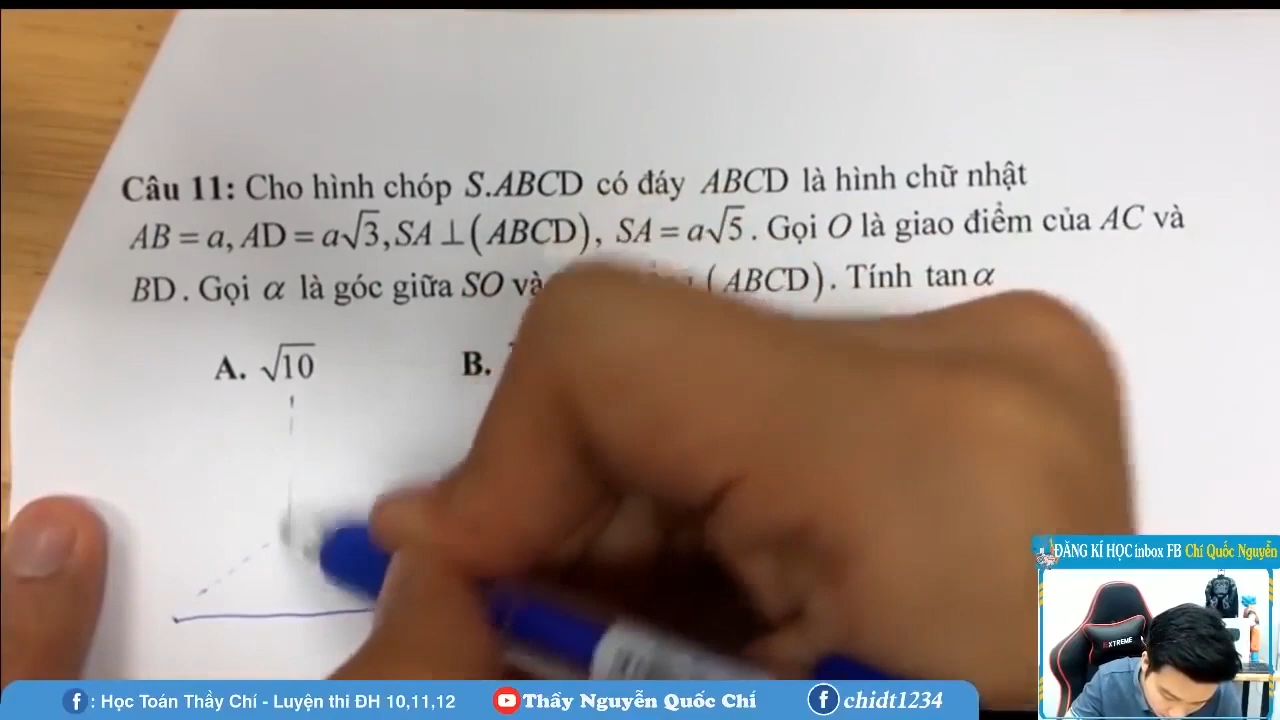 Câu 11: Cho hình chóp S.ABCD có đáy ABCD là hình chữ nhật
AB = a, AD = a√3, SA ⊥ (ABCD), SA = a√5. Gọi O là giao điểm của AC và
BD. Gọi α là góc giữa SO và (ABCD). Tính tan α
A. √10 B.
ĐĂNG KÍ HỌC inbox FB Chí Quốc Nguyễn
EXTREME
f : Học Toán Thầy Chí - Luyện thi ĐH 10,11,12 Thầy Nguyễn Quốc Chí f chidt1234